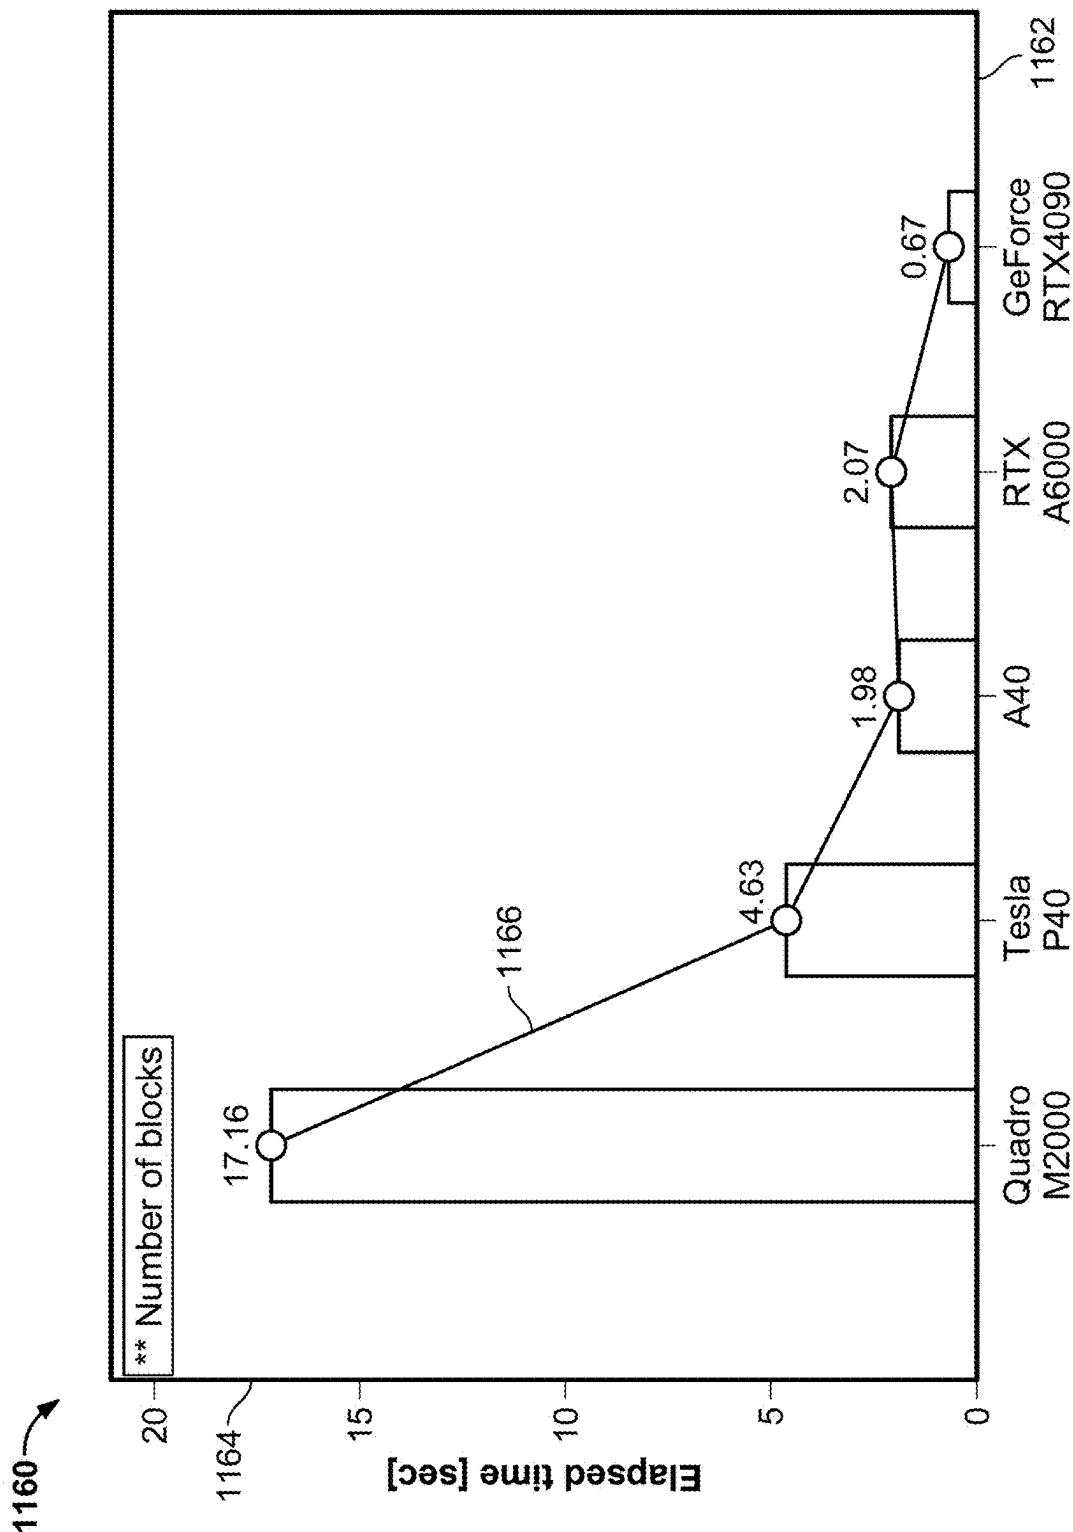 1160
** Number of blocks
1164
20
15
10
5
0
Elapsed time [sec]
17.16
1166
4.63
1.98
2.07
0.67
Quadro
M2000
Tesla
P40
A40
RTX
A6000
GeForce
RTX4090
1162